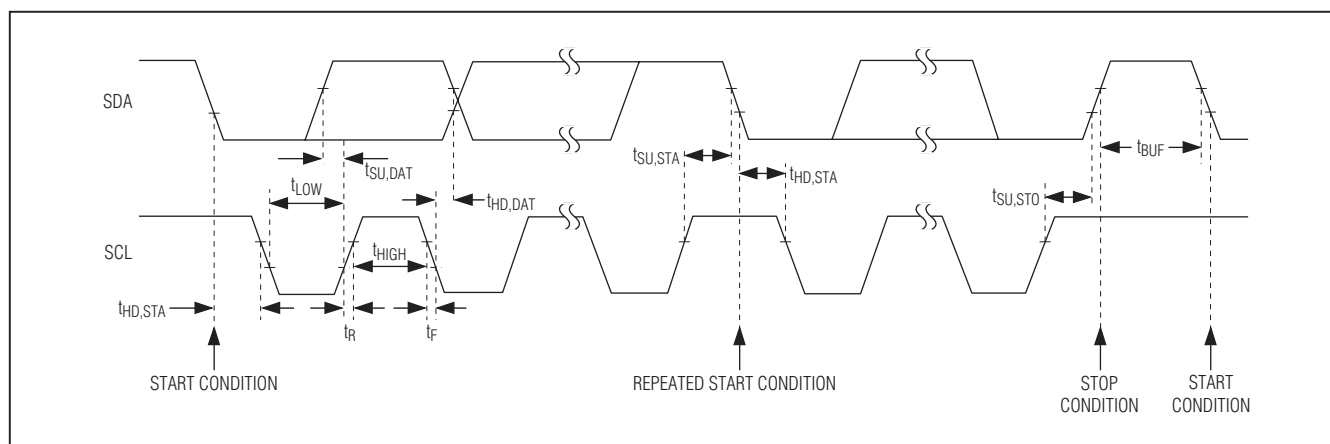 SDA
tSU,DAT
tLOW
tHD,DAT
tSU,STA
tHD,STA
tBUF
tSU,STO
SCL
tHIGH
tHD,STA
tR
tF
START CONDITION
REPEATED START CONDITION
STOP
CONDITION
START
CONDITION